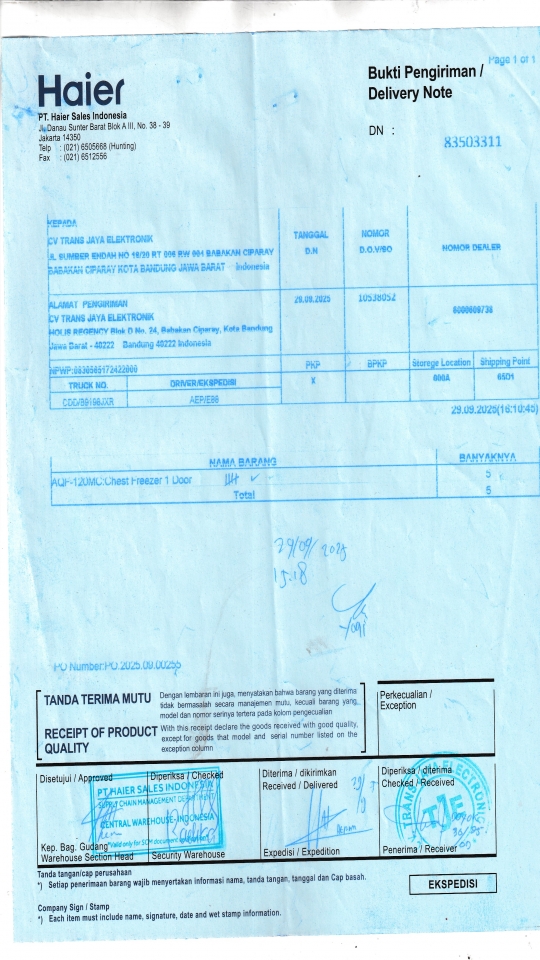 Page 1 of 1
Haier
Bukti Pengiriman /
Delivery Note
PT. Haier Sales Indonesia
Jl. Danau Sunter Barat Blok A III, No. 38 - 39
Jakarta 14350
Telp : (021) 6505668 (Hunting)
Fax : (021) 6512556
DN : 83503311
KEPADA
CV TRANS JAYA ELEKTRONIK
JL SUMBER ENDAH NO 18/20 RT 006 RW 001 BABAKAN CIPARAY
BABAKAN CIPARAY KOTA BANDUNG JAWA BARAT - Indonesia
TANGGAL
D.N
NOMOR
D.O.Y/SO
NOMOR DEALER
ALAMAT PENGIRIMAN
CV TRANS JAYA ELEKTRONIK
HOLIS REGENCY Blok D No. 24, Babakan Ciparay, Kota Bandung
Jawa Barat - 40222 Bandung 40222 Indonesia
29.09.2025
10538052
NPWP:
PKP
BPKP
Storege Location
Shipping Point
TRUCK NO.
DRIVER/EKSPEDISI
X
600A
6501
AEP/E86
29.09.2025(16:10:45)
NAMA BARANG
BANYAKNYA
AQF-120MC:Chest Freezer 1 Door
5
Total
5
29/09/2025
15.18
Yogi
PO Number:PO.2025.09.00255
TANDA TERIMA MUTU
Dengan lembaran ini juga, menyatakan bahwa barang yang diterima
tidak bermasalah secara manajemen mutu, kecuali barang yang
model dan nomor serinya tertera pada kolom pengecualian
RECEIPT OF PRODUCT
QUALITY
With this receipt declare the goods received with good quality,
except for goods that model and serial number listed on the
exception column
Perkecualian /
Exception
Disetujui / Approved
Diperiksa / Checked
Diterima / dikirimkan
Received / Delivered
Diperiksa / diterima
Checked / Received
PT.HAIER SALES INDONESIA
SUPPLY CHAIN MANAGEMENT DEPARTMENT
CENTRAL WAREHOUSE-INDONESIA
TRANS JAYA ELECTRONIC
TJE
Kep. Bag. Gudang
Warehouse Section Head
Security Warehouse
Expedisi / Expedition
Penerima / Receiver
Tanda tangan/cap perusahaan
*) Setiap penerimaan barang wajib menyertakan informasi nama, tanda tangan, tanggal dan Cap basah.
EKSPEDISI
Company Sign / Stamp
*) Each item must include name, signature, date and wet stamp information.